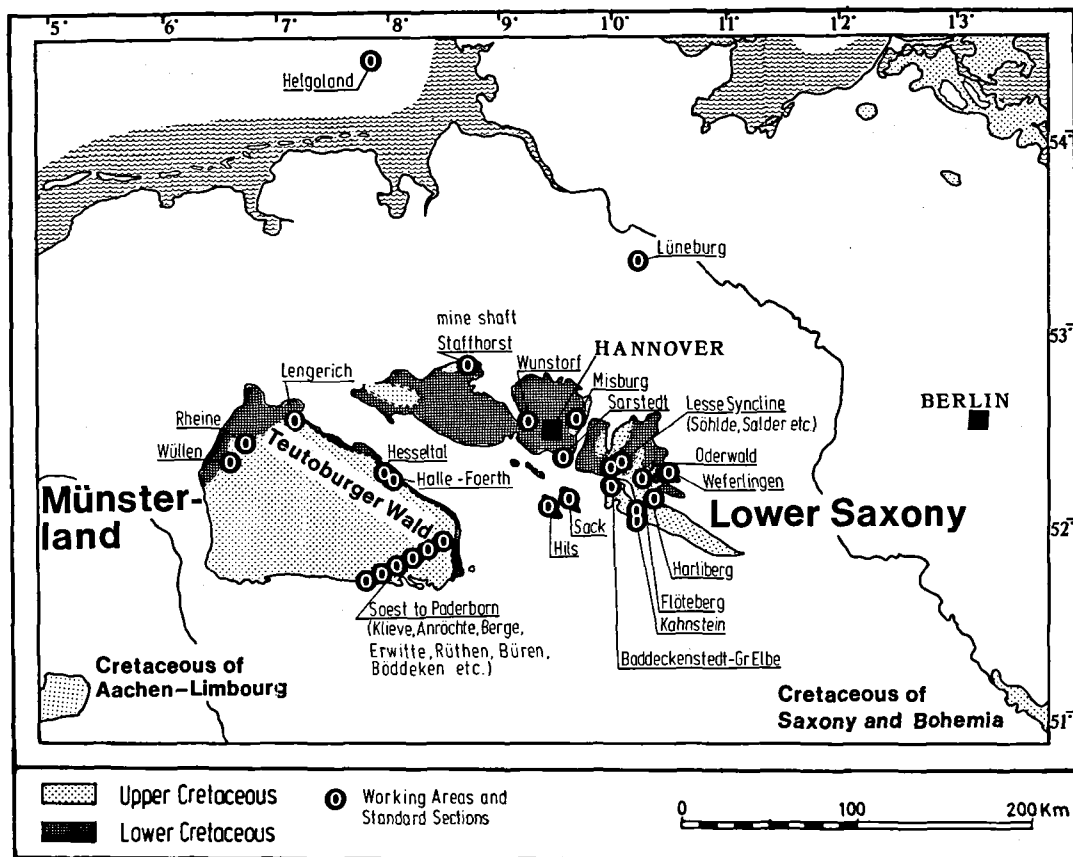 5° 6° 7° 8° 9° 10° 11° 12° 13°
Helgoland
54°
Lüneburg
53°
mine shaft
Staffhorst
Wunstorf
HANNOVER
Misburg
Sarstedt
Lengerich
Lesse Syncline
(Söhlde, Salder etc.)
BERLIN
Rheine
Wüllen
Teutoburger Wald
Hesseltal
Halle-Foerth
Oderwald
Weferlingen
Münster-
land
Lower Saxony
52°
Sack
Hils
Harliberg
Flöteberg
Kahnstein
Baddeckenstedt-GrElbe
Soest to Paderborn
(Klieve, Anröchte, Berge,
Erwitte, Rüthen, Büren,
Böddeken etc.)
Cretaceous of
Aachen-Limbourg
Cretaceous of
Saxony and Bohemia
51°
Upper Cretaceous
Lower Cretaceous
Working Areas and
Standard Sections
0 100 200 Km